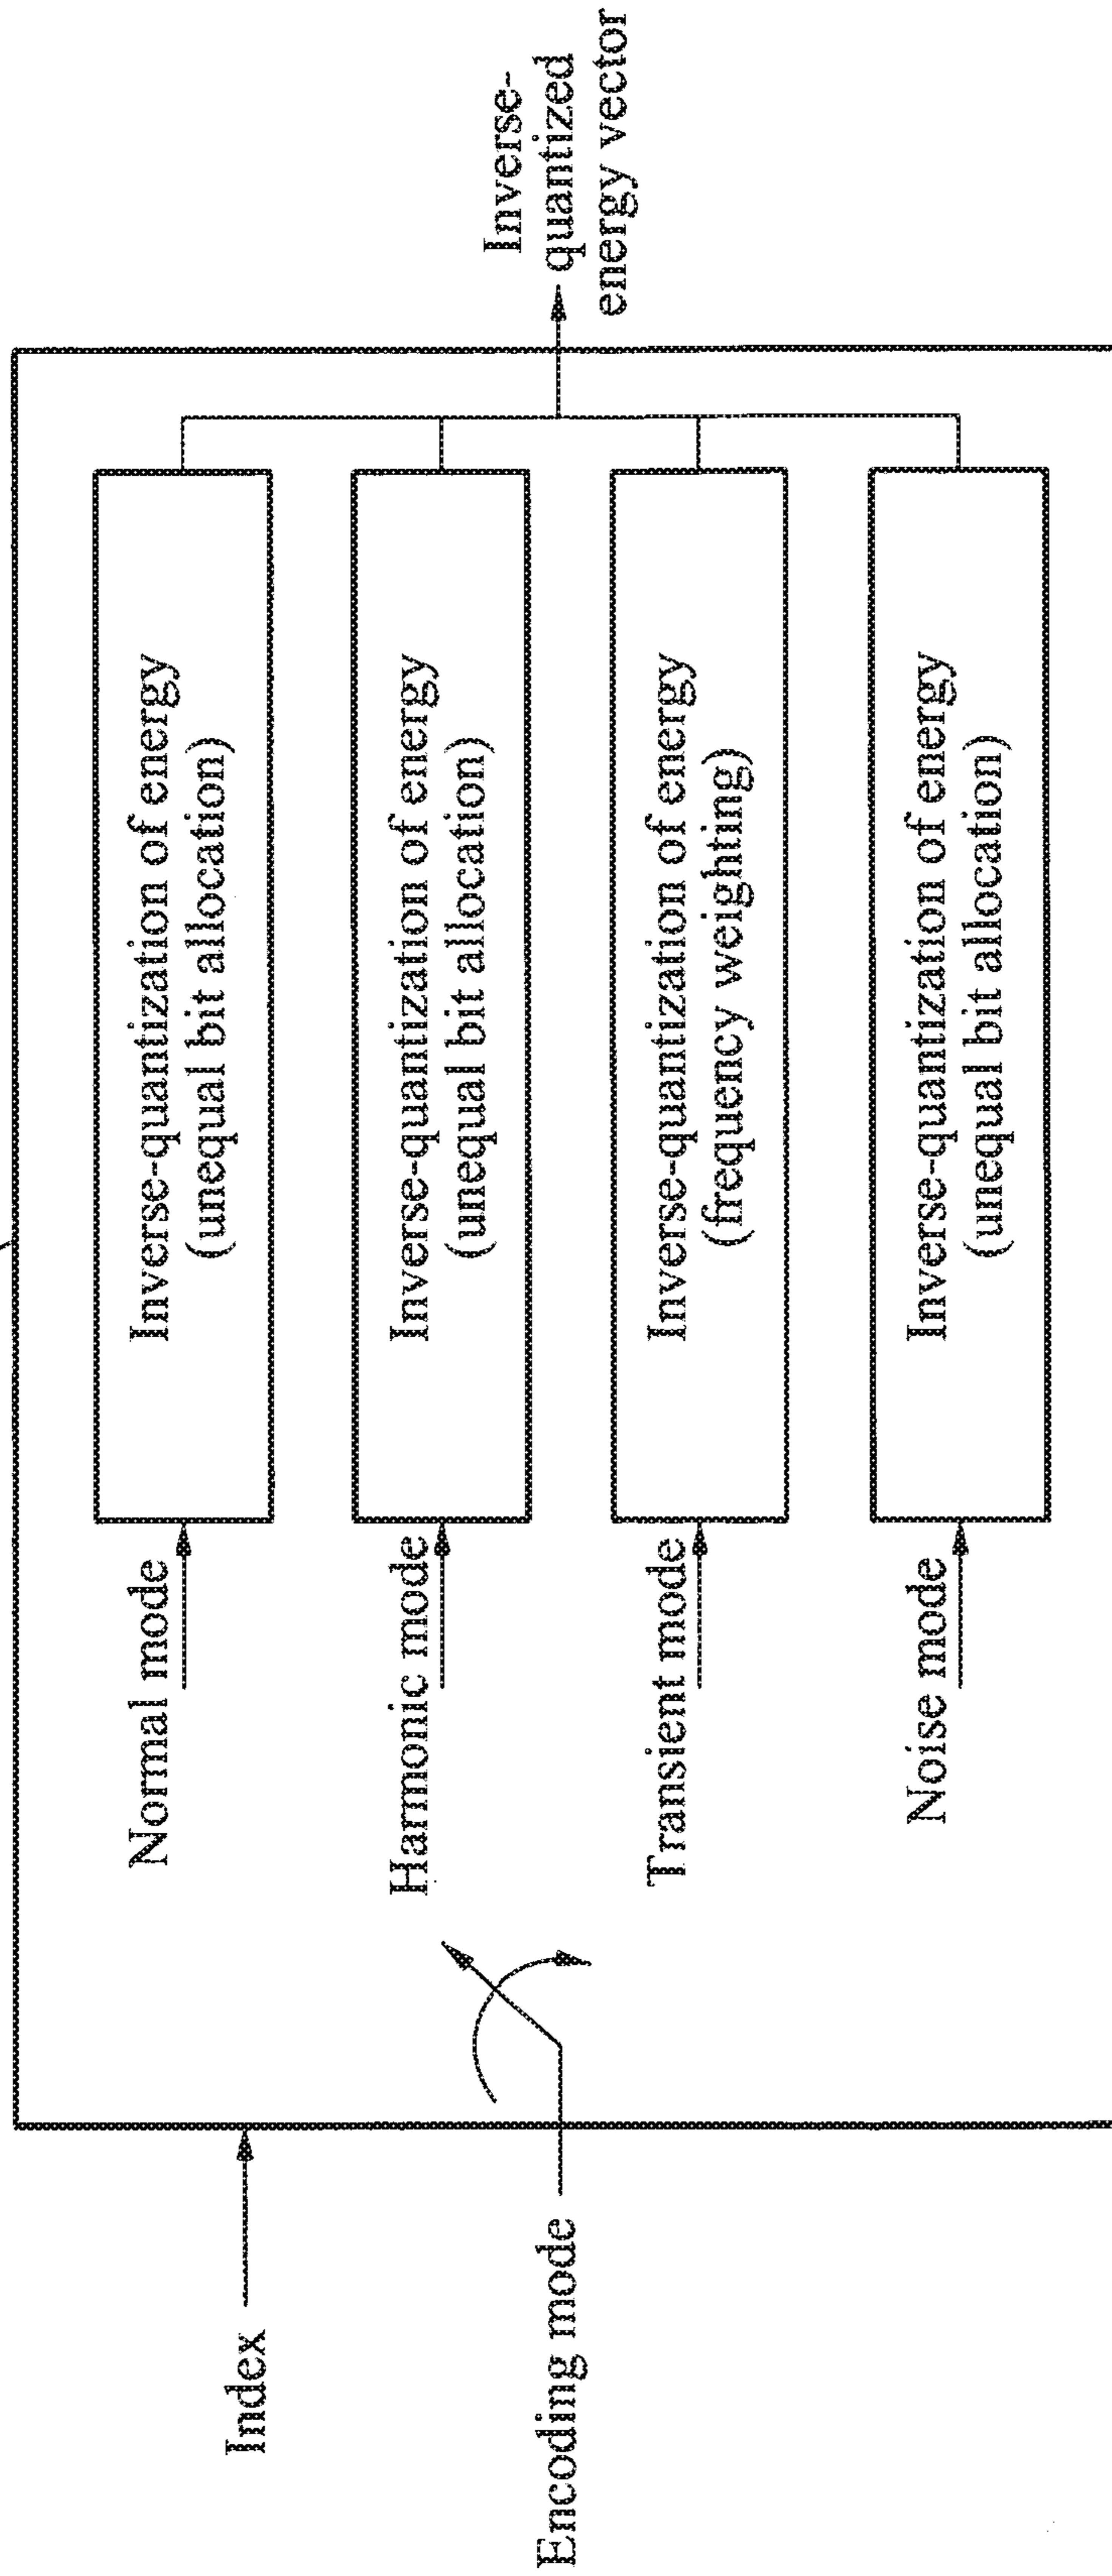 Index
Encoding mode
Normal mode
Inverse-quantization of energy
(unequal bit allocation)
Harmonic mode
Inverse-quantization of energy
(unequal bit allocation)
Transient mode
Inverse-quantization of energy
(frequency weighting)
Noise mode
Inverse-quantization of energy
(unequal bit allocation)
Inverse-
quantized
energy vector